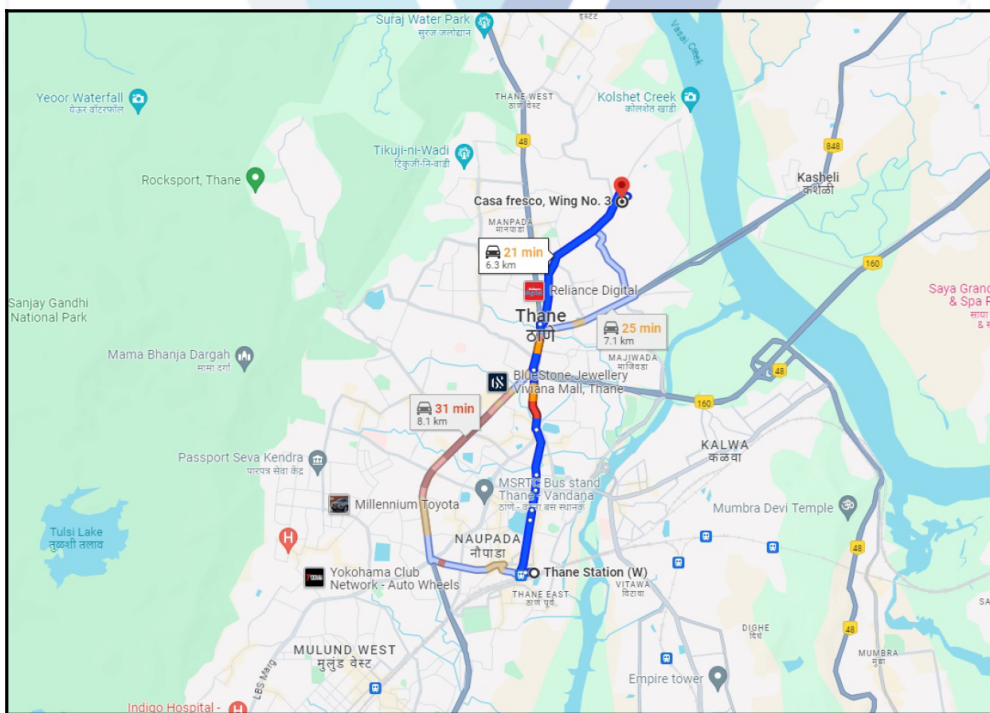 Suraj Water Park
सुरज जलोद्यान
Yeoor Waterfall
येऊर वॉटरफॉल
THANE WEST
ठाणे वेस्ट
Kolshet Creek
कोलशेत खाडी
Vasai Creek
48
848
Tikuji-ni-Wadi
टिकुजी-नि-वाडी
Kasheli
कशेळी
Rocksport, Thane
Casa fresco, Wing No. 3
MANPADA
मानपाडा
21 min
6.3 km
160
Reliance Digital
Saya Grand
& Spa R
Sanjay Gandhi
National Park
Thane
ठाणे
25 min
7.1 km
Mama Bhanja Dargah
मामा दर्गा
MAJIWADA
माजिवडा
48
BlueStone Jewellery
Viviana Mall, Thane
31 min
8.1 km
160
48
KALWA
कळवा
Passport Seva Kendra
पारपत्र सेवा केंद्र
MSRTC Bus stand
Thane - Vandana
Millennium Toyota
Mumbra Devi Temple
Tulsi Lake
तुळशी तलाव
H
NAUPADA
नौपाडा
Yokohama Club
Network - Auto Wheels
Thane Station (W)
THANE EAST
ठाणे पूर्व
VITAWA
विटावा
DIGHE
दिघे
48
MULUND WEST
मुलुंड वेस्ट
MUMBRA
मुंब्रा
LBS Marg
Empire tower
Indigo Hospital -
H